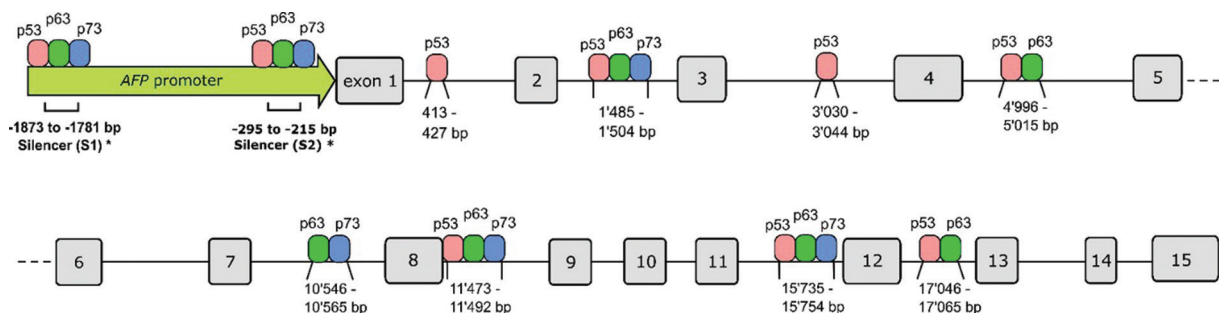 p53 p63 p73
p53 p63 p73
AFP promoter
-1873 to -1781 bp
Silencer (S1) *
-295 to -215 bp
Silencer (S2) *
exon 1
p53
413 -
427 bp
2
p53 p63 p73
1'485 -
1'504 bp
3
p53
3'030 -
3'044 bp
4
p53 p63
4'996 -
5'015 bp
5
6
7
p63 p73
10'546 -
10'565 bp
8
p53 p63 p73
11'473 -
11'492 bp
9
10
11
p53 p63 p73
15'735 -
15'754 bp
12
p53 p63
17'046 -
17'065 bp
13
14
15